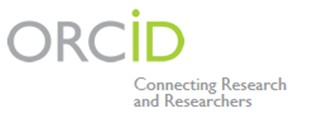 ORCiD
Connecting Research
and Researchers